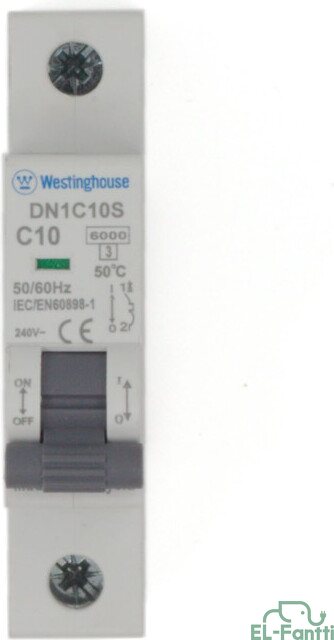 Westinghouse
DN1C10S
C10 6000
3
50°C
50/60Hz
IEC/EN60898-1
240V~ CE
I 1
O 2
ON I
OFF O
EL-Fantti